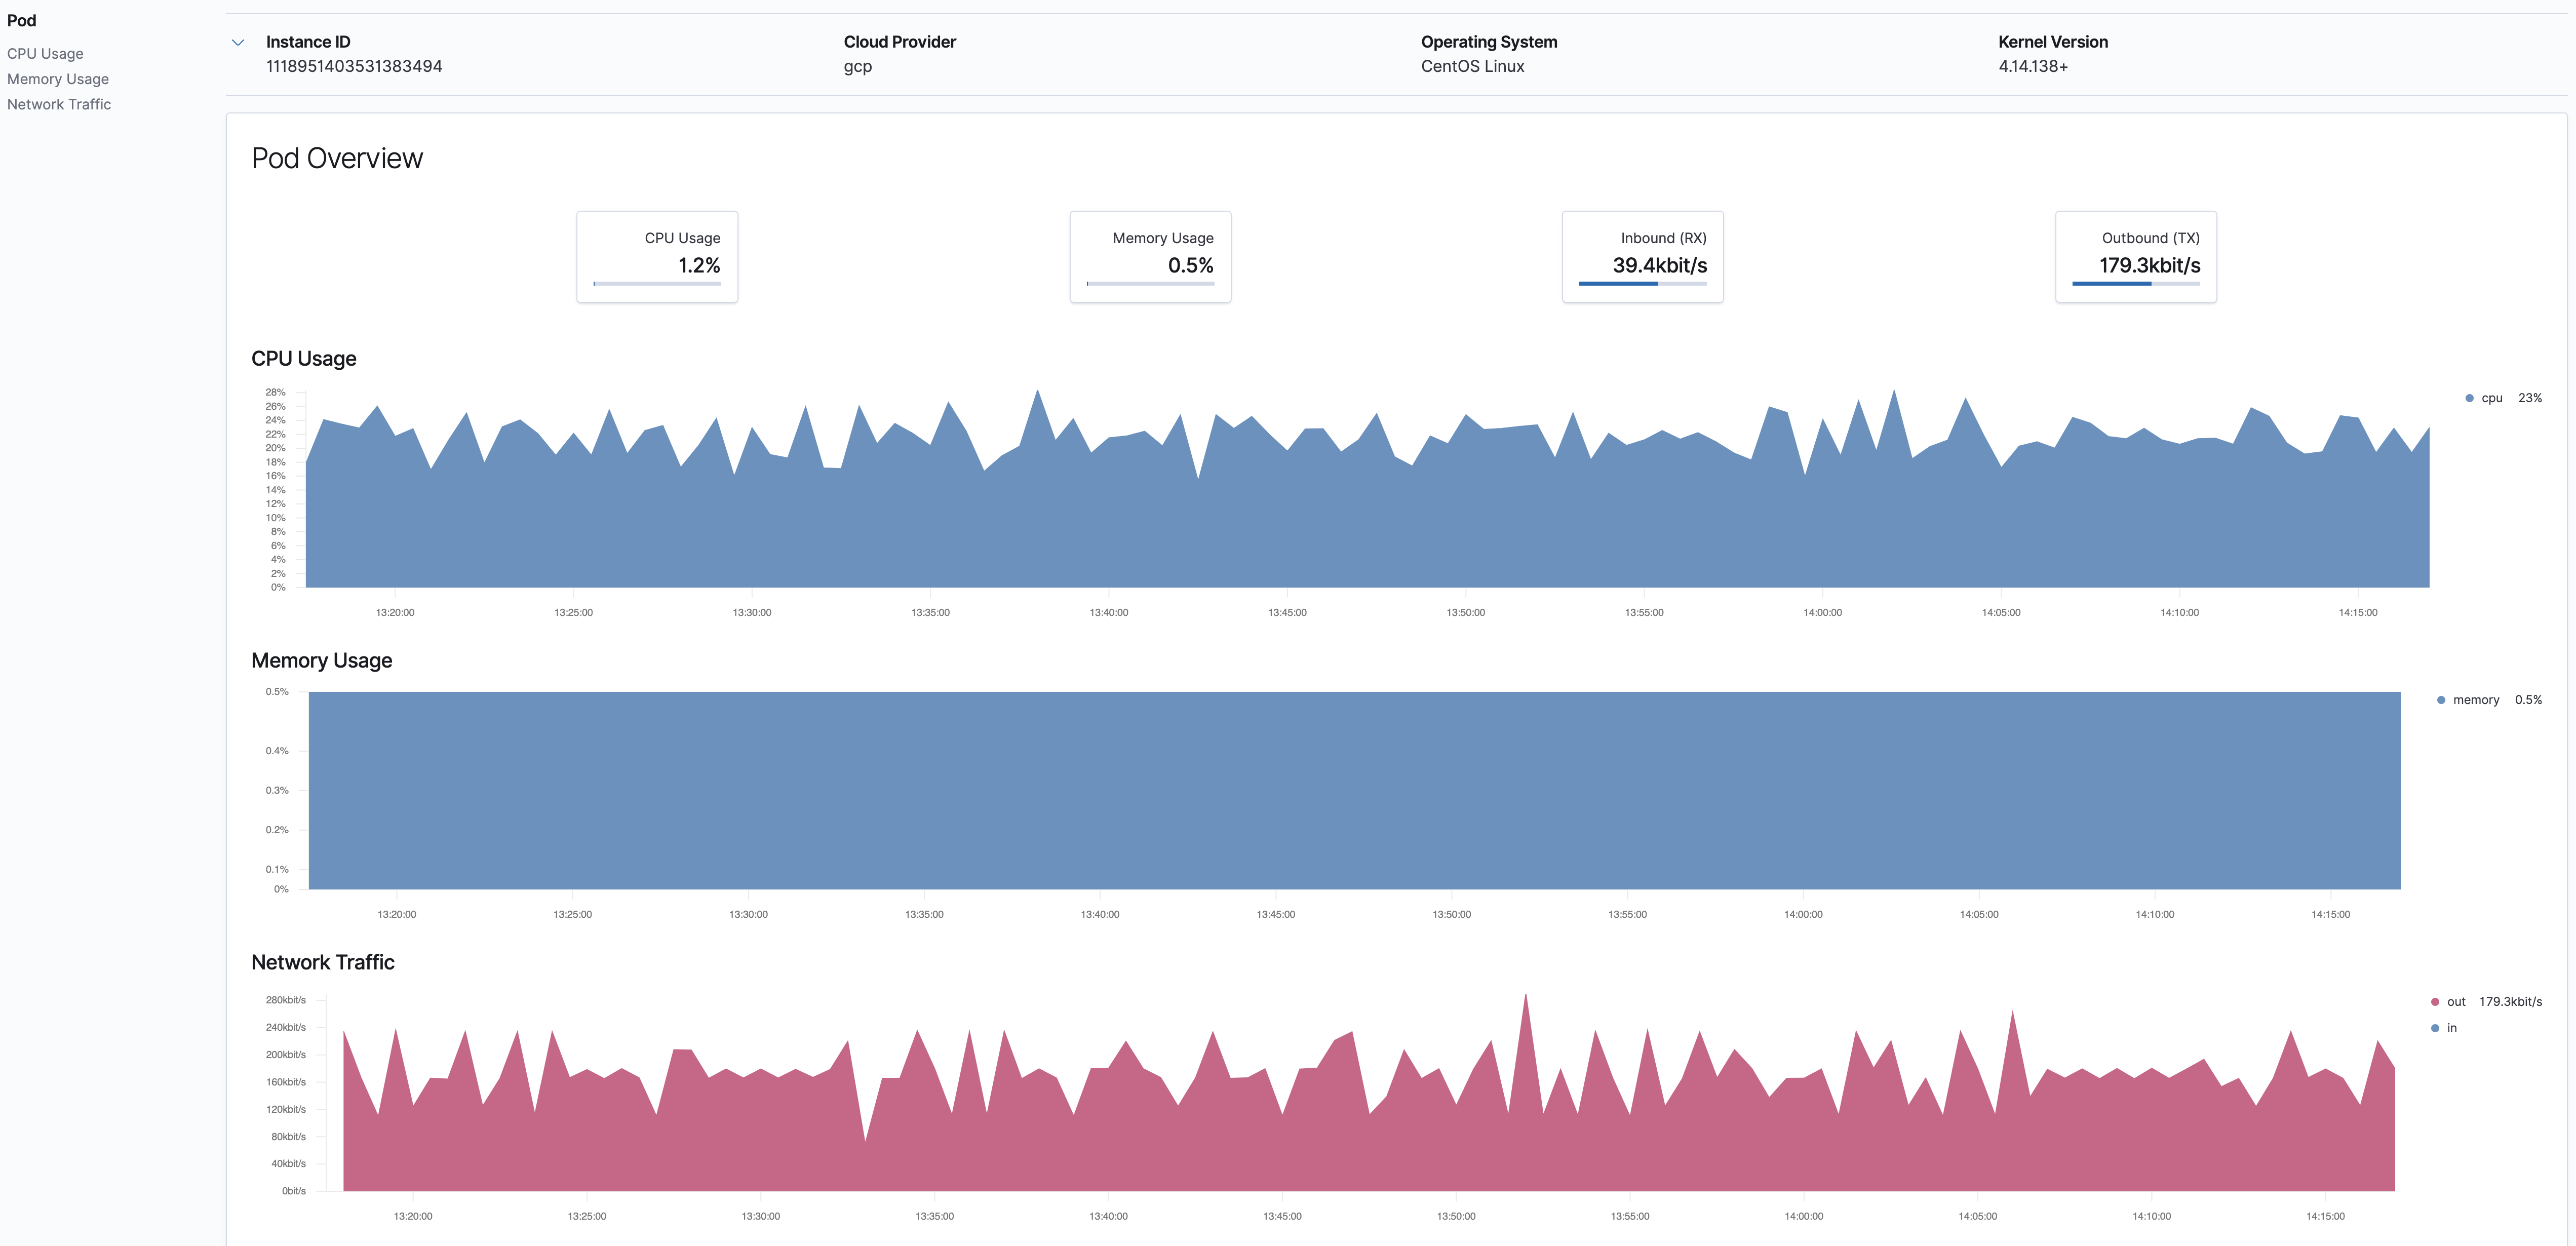 Pod
CPU Usage
Memory Usage
Network Traffic
Instance ID
1118951403531383494
Cloud Provider
gcp
Operating System
CentOS Linux
Kernel Version
4.14.138+
Pod Overview
CPU Usage
1.2%
Memory Usage
0.5%
Inbound (RX)
39.4kbit/s
Outbound (TX)
179.3kbit/s
CPU Usage
28%
26%
24%
22%
20%
18%
16%
14%
12%
10%
8%
6%
4%
2%
0%
13:20:00 13:25:00 13:30:00 13:35:00 13:40:00 13:45:00 13:50:00 13:55:00 14:00:00 14:05:00 14:10:00 14:15:00
cpu 23%
Memory Usage
0.5%
0.4%
0.3%
0.2%
0.1%
0%
13:20:00 13:25:00 13:30:00 13:35:00 13:40:00 13:45:00 13:50:00 13:55:00 14:00:00 14:05:00 14:10:00 14:15:00
memory 0.5%
Network Traffic
280kbit/s
240kbit/s
200kbit/s
160kbit/s
120kbit/s
80kbit/s
40kbit/s
0bit/s
13:20:00 13:25:00 13:30:00 13:35:00 13:40:00 13:45:00 13:50:00 13:55:00 14:00:00 14:05:00 14:10:00 14:15:00
out 179.3kbit/s
in